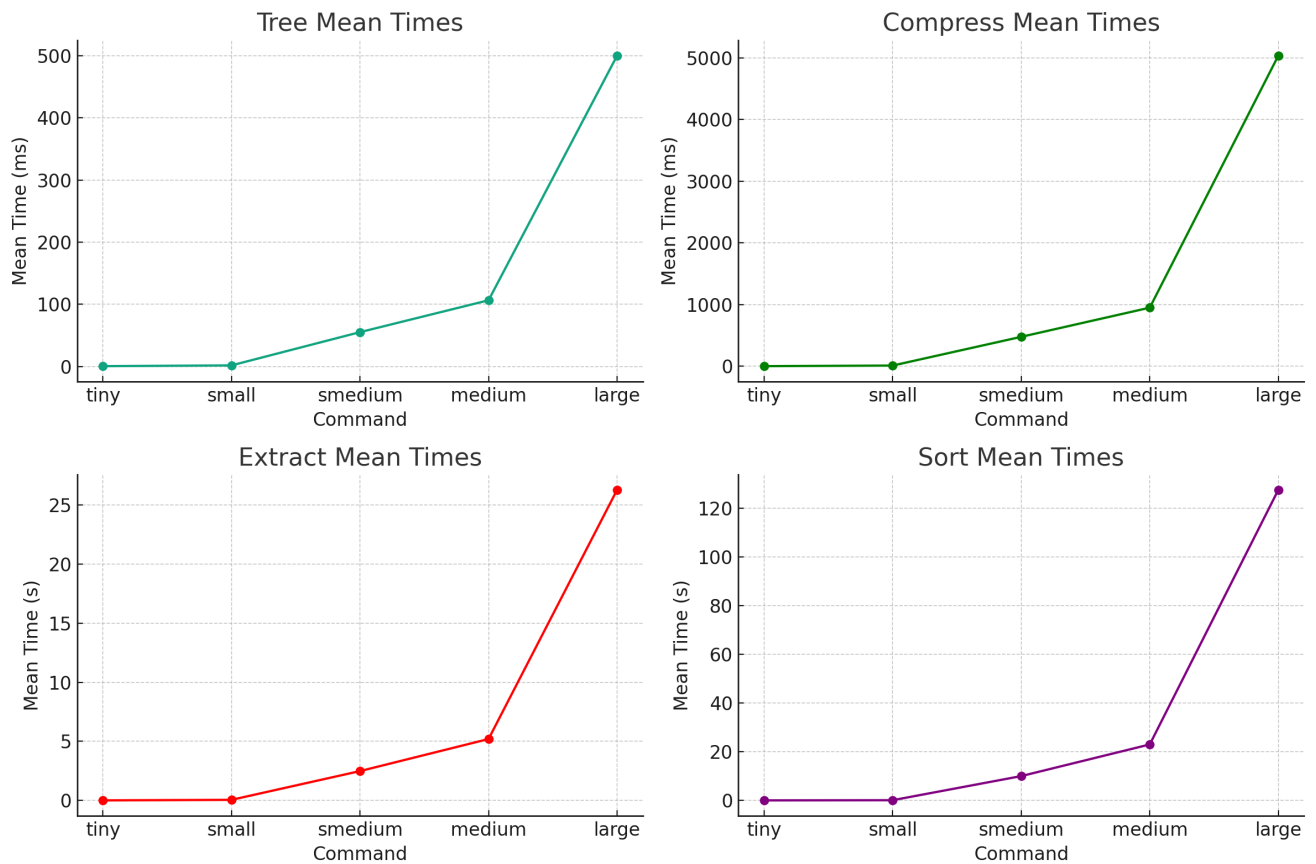 Tree Mean Times
500
400
300
200
100
0
Mean Time (ms)
tiny small smedium medium large
Command
Compress Mean Times
5000
4000
3000
2000
1000
0
Mean Time (ms)
tiny small smedium medium large
Command
Extract Mean Times
25
20
15
10
5
0
Mean Time (s)
tiny small smedium medium large
Command
Sort Mean Times
120
100
80
60
40
20
0
Mean Time (s)
tiny small smedium medium large
Command